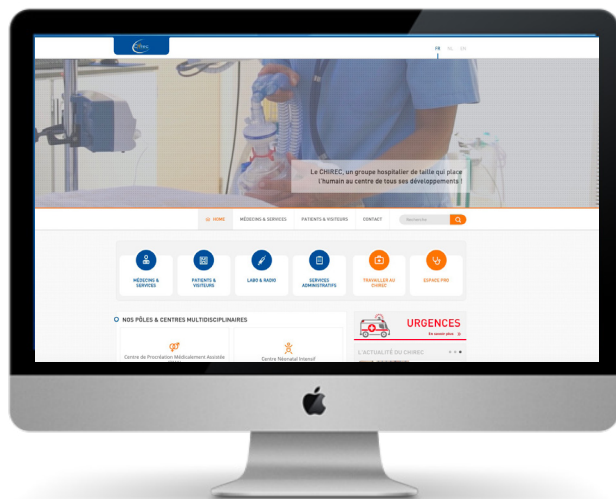 Chirec
FR NL EN
Le CHIREC, un groupe hospitalier de taille qui place
l'humain au centre de tous ses développements !
HOME MÉDECINS & SERVICES PATIENTS & VISITEURS CONTACT Recherche
MÉDECINS &
SERVICES
PATIENTS &
VISITEURS
LABO & RADIO
SERVICES
ADMINISTRATIFS
TRAVAILLER AU
CHIREC
ESPACE PRO
NOS PÔLES & CENTRES MULTIDISCIPLINAIRES
Centre de Procréation Médicalement Assistée
Centre Néonatal Intensif
URGENCES
En savoir plus
L'ACTUALITÉ DU CHIREC